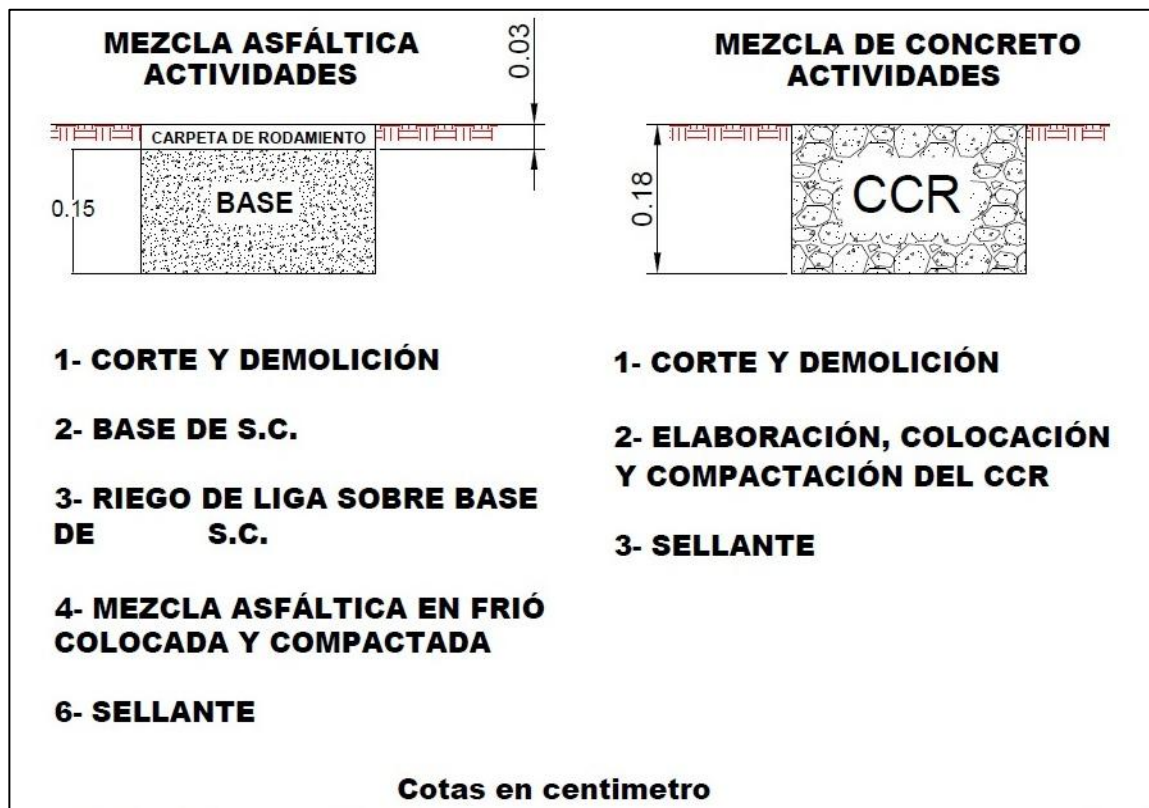 MEZCLA ASFÁLTICA
ACTIVIDADES
0.03
CARPETA DE RODAMIENTO
0.15
BASE
1- CORTE Y DEMOLICIÓN
2- BASE DE S.C.
3- RIEGO DE LIGA SOBRE BASE
DE S.C.
4- MEZCLA ASFÁLTICA EN FRIÓ
COLOCADA Y COMPACTADA
6- SELLANTE
MEZCLA DE CONCRETO
ACTIVIDADES
0.18
CCR
1- CORTE Y DEMOLICIÓN
2- ELABORACIÓN, COLOCACIÓN
Y COMPACTACIÓN DEL CCR
3- SELLANTE
Cotas en centimetro